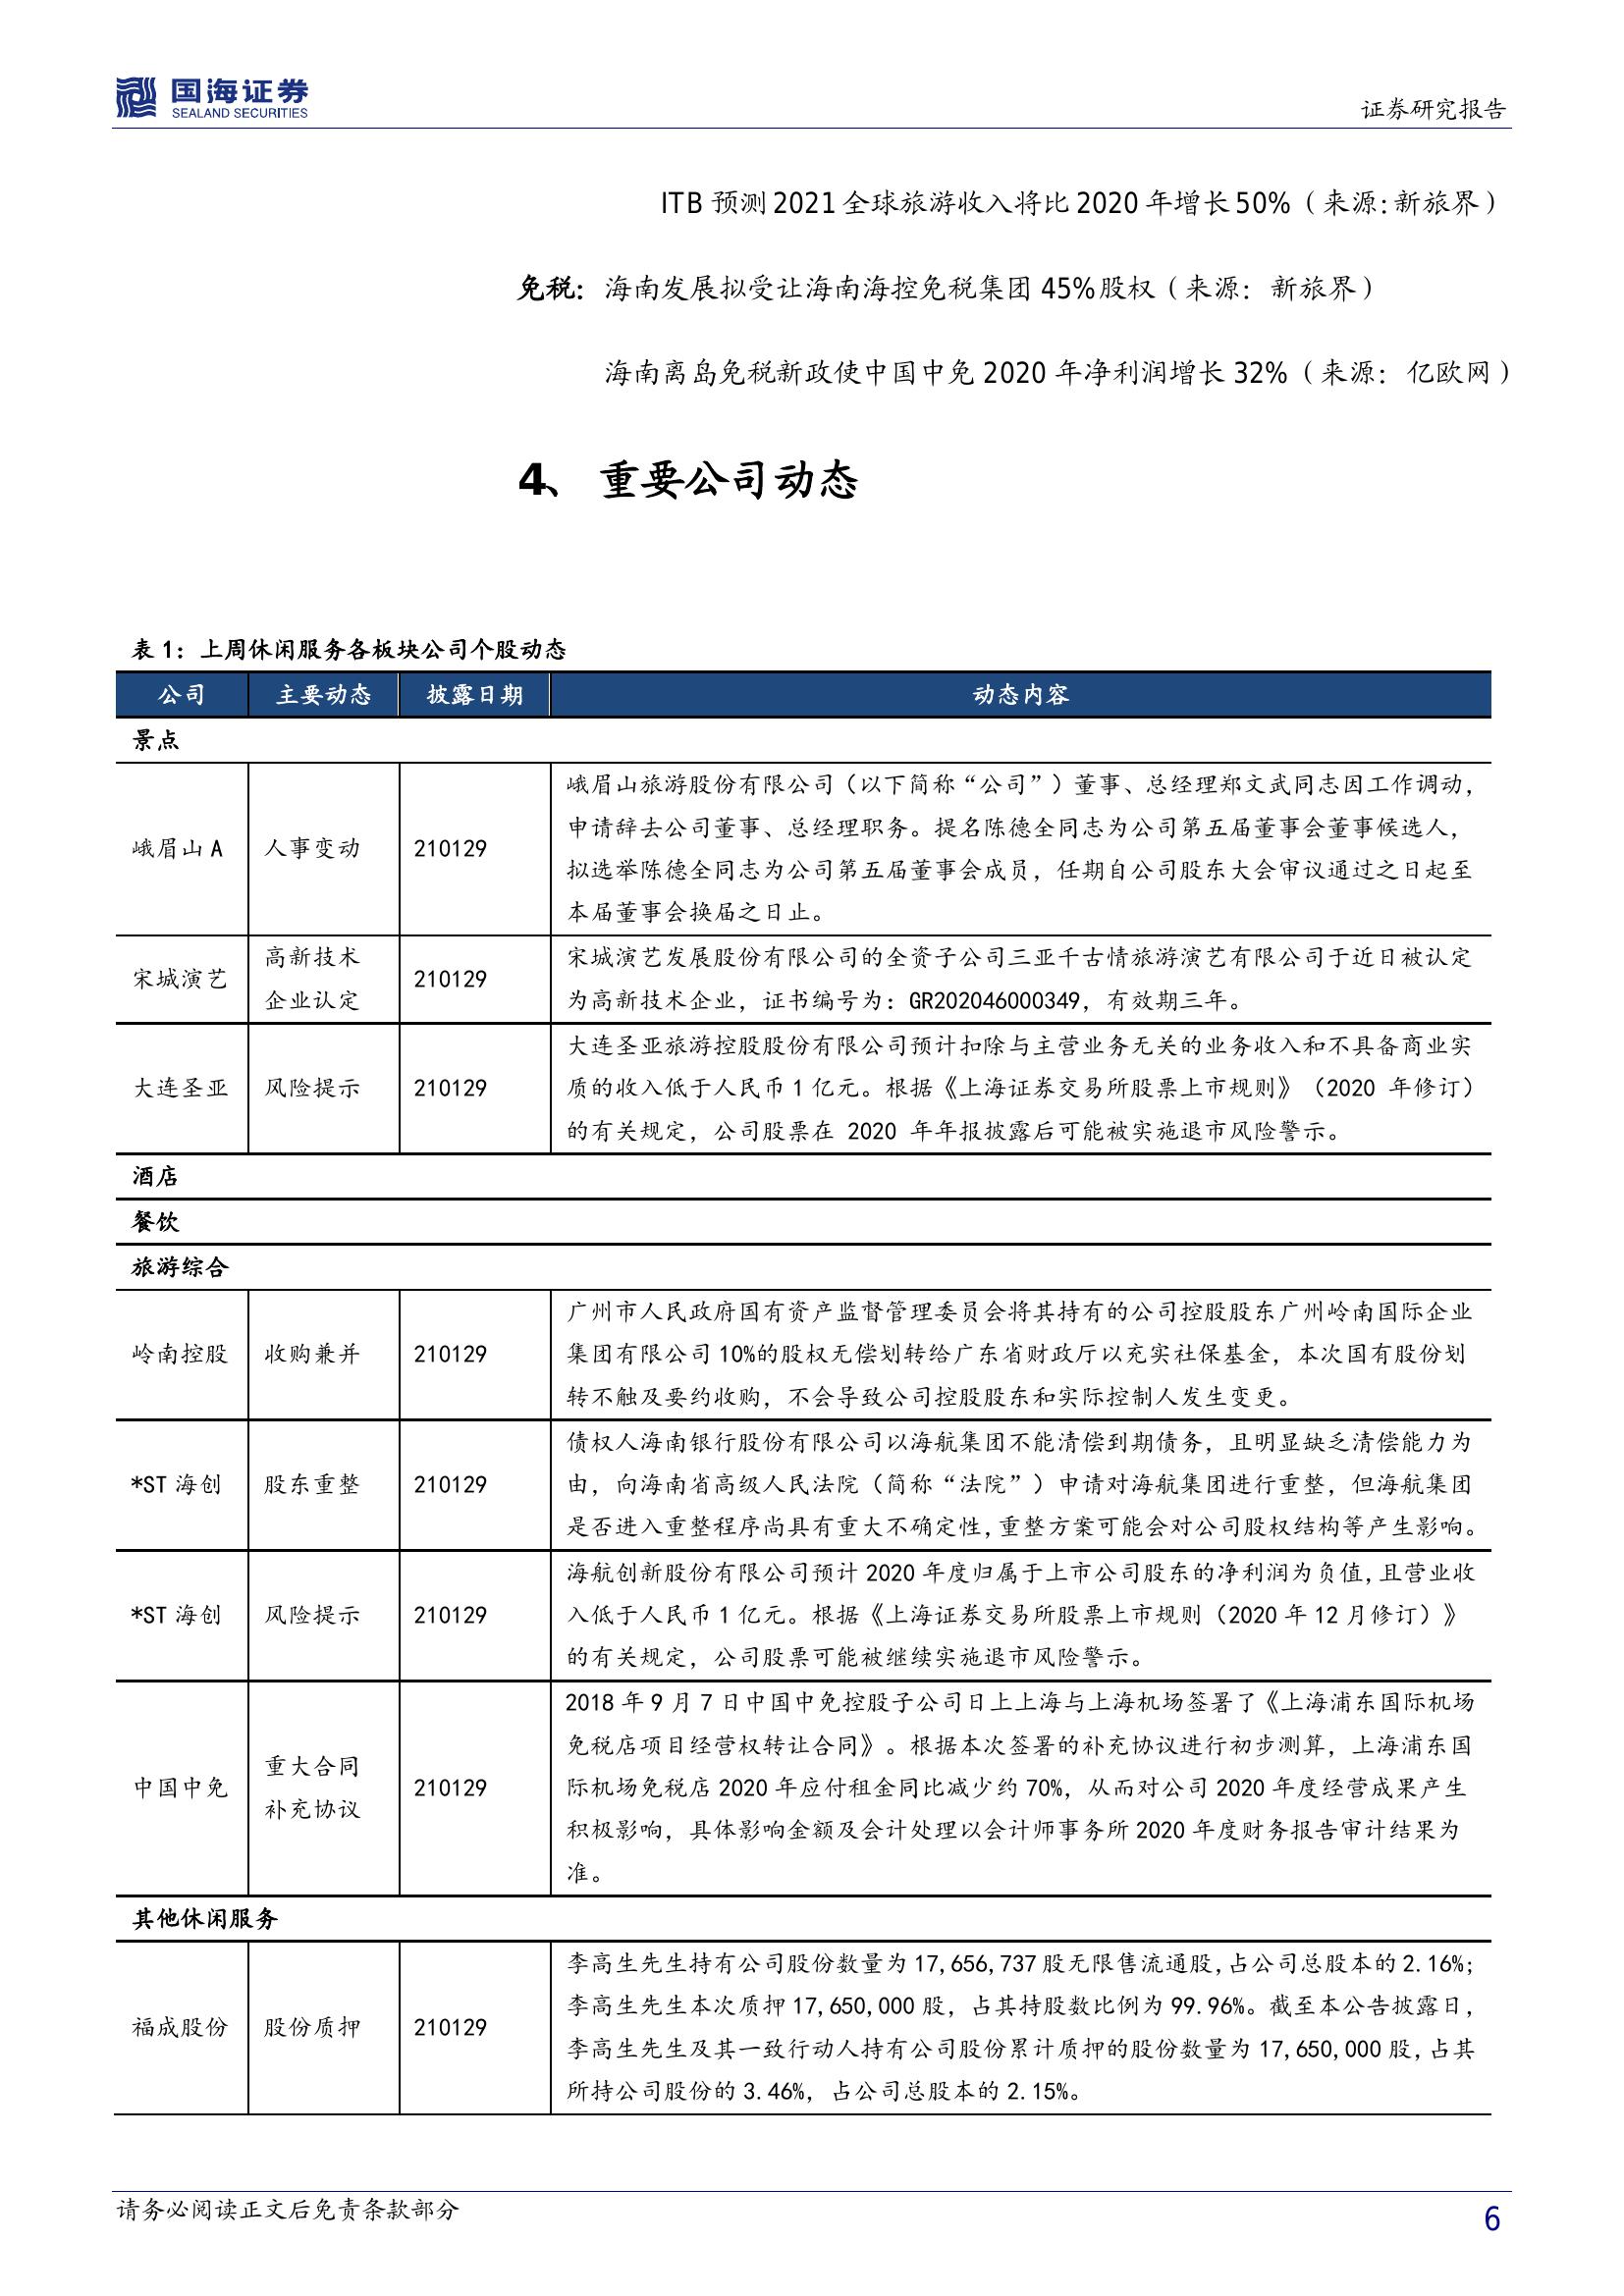 国海证券
SEALAND SECURITIES
证券研究报告
ITB 预测 2021 全球旅游收入将比 2020 年增长 50%（来源：新旅界）
免税：海南发展拟受让海南海控免税集团 45%股权（来源：新旅界）
海南离岛免税新政使中国中免 2020 年净利润增长 32%（来源：亿欧网）
4、 重要公司动态
表 1：上周休闲服务各板块公司个股动态
公司 主要动态 披露日期 动态内容
景点
峨眉山 A 人事变动 210129
峨眉山旅游股份有限公司（以下简称“公司”）董事、总经理郑文武同志因工作调动，
申请辞去公司董事、总经理职务。提名陈德全同志为公司第五届董事会董事候选人，
拟选举陈德全同志为公司第五届董事会成员，任期自公司股东大会审议通过之日起至
本届董事会换届之日止。
宋城演艺
高新技术
企业认定
210129
宋城演艺发展股份有限公司的全资子公司三亚千古情旅游演艺有限公司于近日被认定
为高新技术企业，证书编号为：GR202046000349，有效期三年。
大连圣亚 风险提示 210129
大连圣亚旅游控股股份有限公司预计扣除与主营业务无关的业务收入和不具备商业实
质的收入低于人民币 1 亿元。根据《上海证券交易所股票上市规则》（2020 年修订）
的有关规定，公司股票在 2020 年年报披露后可能被实施退市风险警示。
酒店
餐饮
旅游综合
岭南控股 收购兼并 210129
广州市人民政府国有资产监督管理委员会将其持有的公司控股股东广州岭南国际企业
集团有限公司 10%的股权无偿划转给广东省财政厅以充实社保基金，本次国有股份划
转不触及要约收购，不会导致公司控股股东和实际控制人发生变更。
*ST 海创 股东重整 210129
债权人海南银行股份有限公司以海航集团不能清偿到期债务，且明显缺乏清偿能力为
由，向海南省高级人民法院（简称“法院”）申请对海航集团进行重整，但海航集团
是否进入重整程序尚具有重大不确定性，重整方案可能会对公司股权结构等产生影响。
*ST 海创 风险提示 210129
海航创新股份有限公司预计 2020 年度归属于上市公司股东的净利润为负值，且营业收
入低于人民币 1 亿元。根据《上海证券交易所股票上市规则（2020 年 12 月修订）》
的有关规定，公司股票可能被继续实施退市风险警示。
中国中免
重大合同
补充协议
210129
2018 年 9 月 7 日中国中免控股子公司日上上海与上海机场签署了《上海浦东国际机场
免税店项目经营权转让合同》。根据本次签署的补充协议进行初步测算，上海浦东国
际机场免税店 2020 年应付租金同比减少约 70%，从而对公司 2020 年度经营成果产生
积极影响，具体影响金额及会计处理以会计师事务所 2020 年度财务报告审计结果为
准。
其他休闲服务
福成股份 股份质押 210129
李高生先生持有公司股份数量为 17,656,737 股无限售流通股，占公司总股本的 2.16%；
李高生先生本次质押 17,650,000 股，占其持股数比例为 99.96%。截至本公告披露日，
李高生先生及其一致行动人持有公司股份累计质押的股份数量为 17,650,000 股，占其
所持公司股份的 3.46%，占公司总股本的 2.15%。
请务必阅读正文后免责条款部分
6